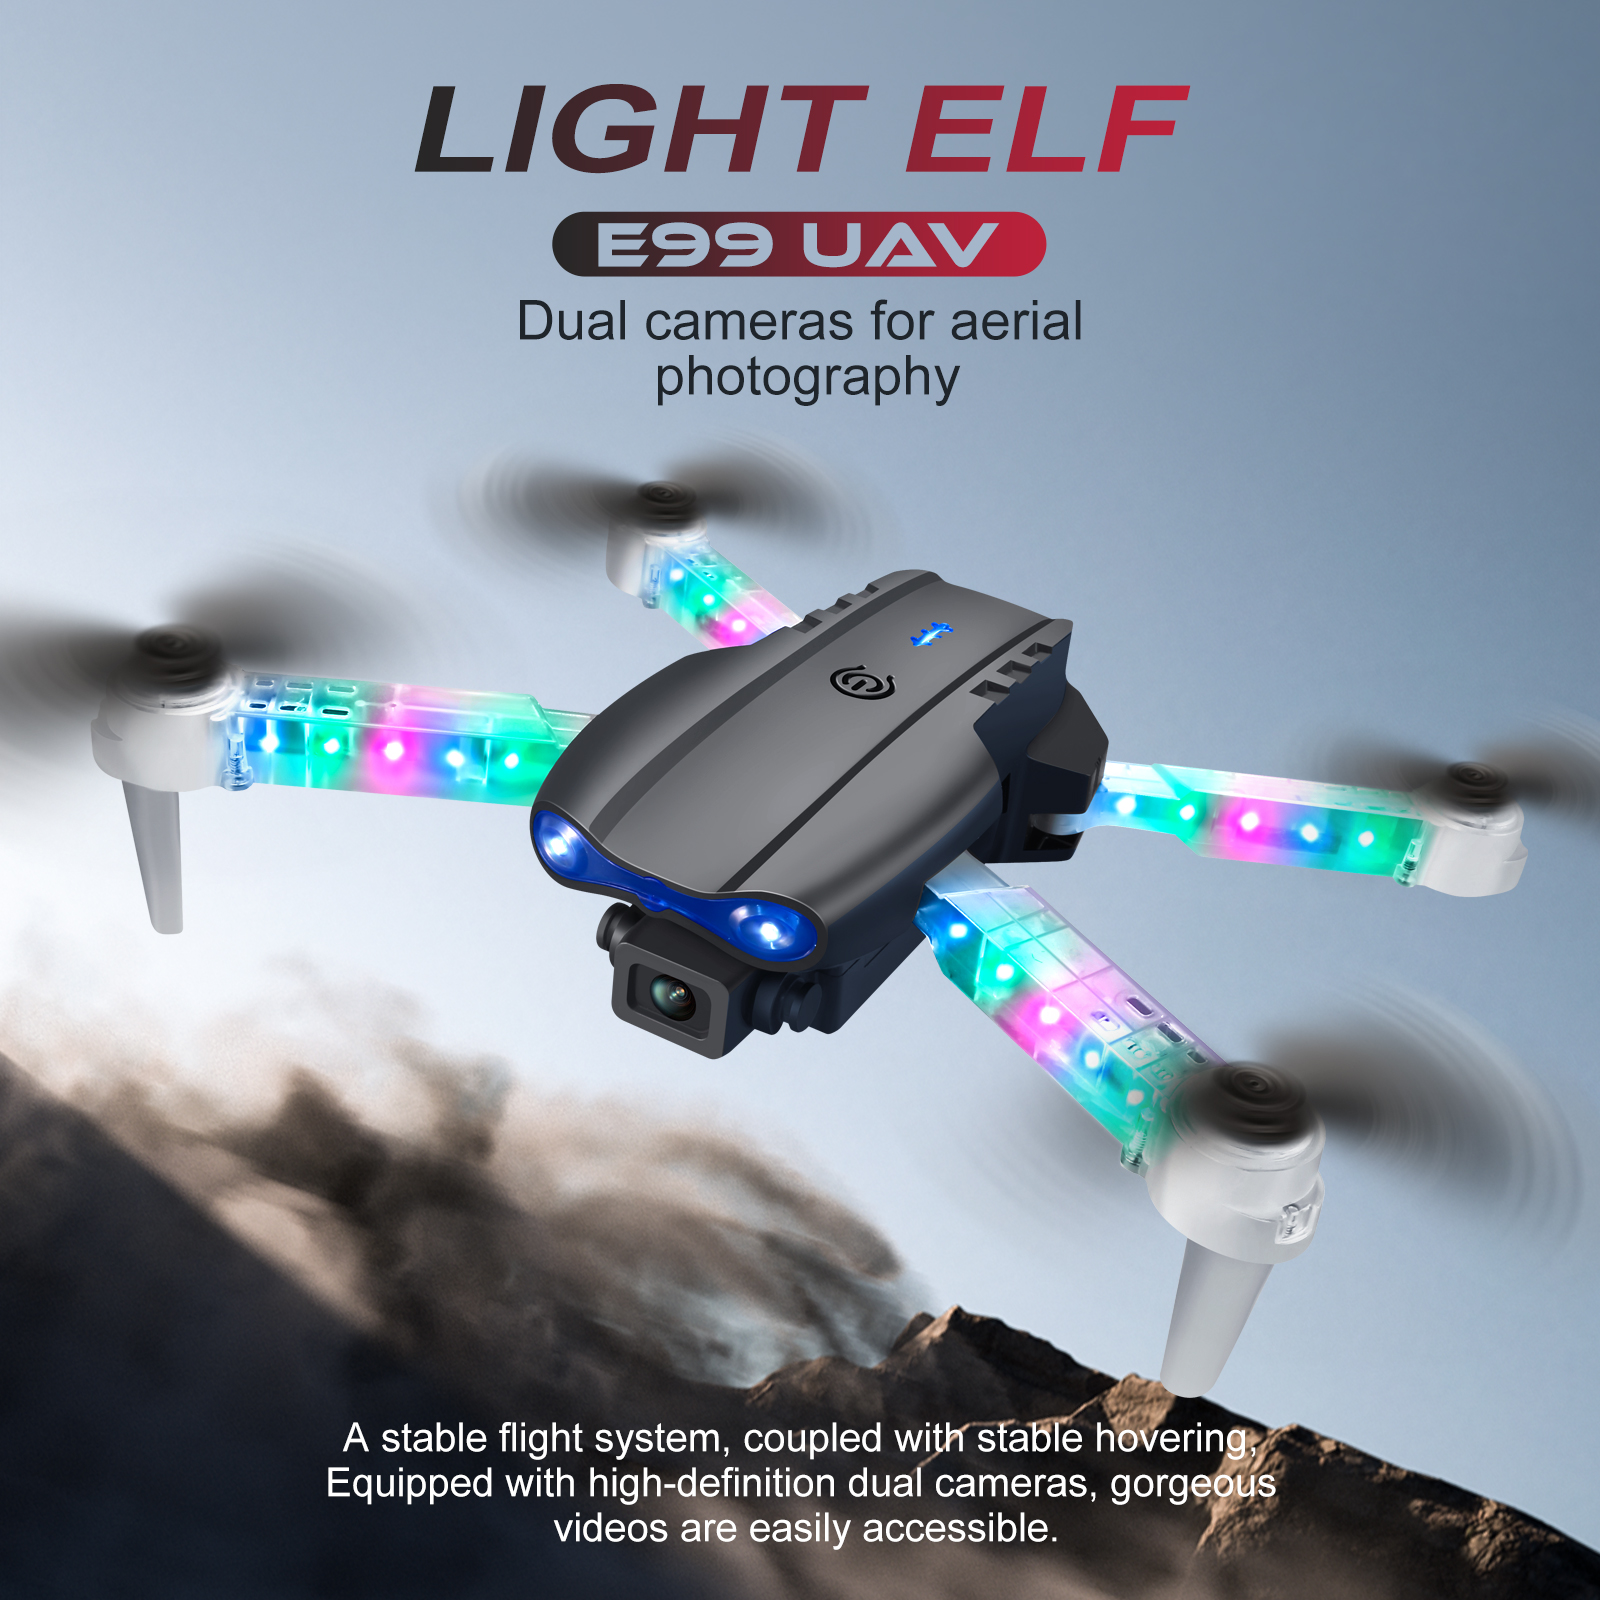 LIGHT ELF
E99 UAV
Dual cameras for aerial
photography
A stable flight system, coupled with stable hovering,
Equipped with high-definition dual cameras, gorgeous
videos are easily accessible.